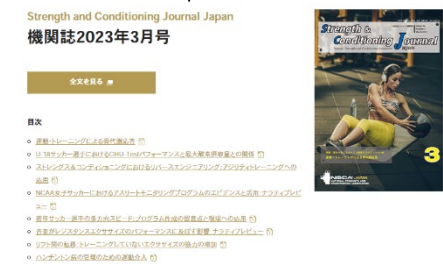 Strength and Conditioning Journal Japan
機関誌2023年3月号
全文を見る
目次
運動・トレーニングによる骨代謝応答
U-18サッカー選手におけるCMJ・10mパフォーマンスと最大酸素摂取量との関係
ストレングス＆コンディショニングにおけるリバースエンジニアリング:アジリティトレーニングへの
応用
NCAA女子サッカーにおけるアスリートモニタリングプログラムのエビデンスと活用:ナラティブレビ
ュー
若年サッカー選手の多方向スピード:プログラム作成の留意点と現場への応用
音楽がレジスタンスエクササイズのパフォーマンスに及ぼす影響:ナラティブレビュー
リフト間の転移:トレーニングしていないエクササイズの筋力の増加
ハンチントン病の管理のための運動介入
Strength &
Conditioning Journal
Japan
3
NSCA JAPAN